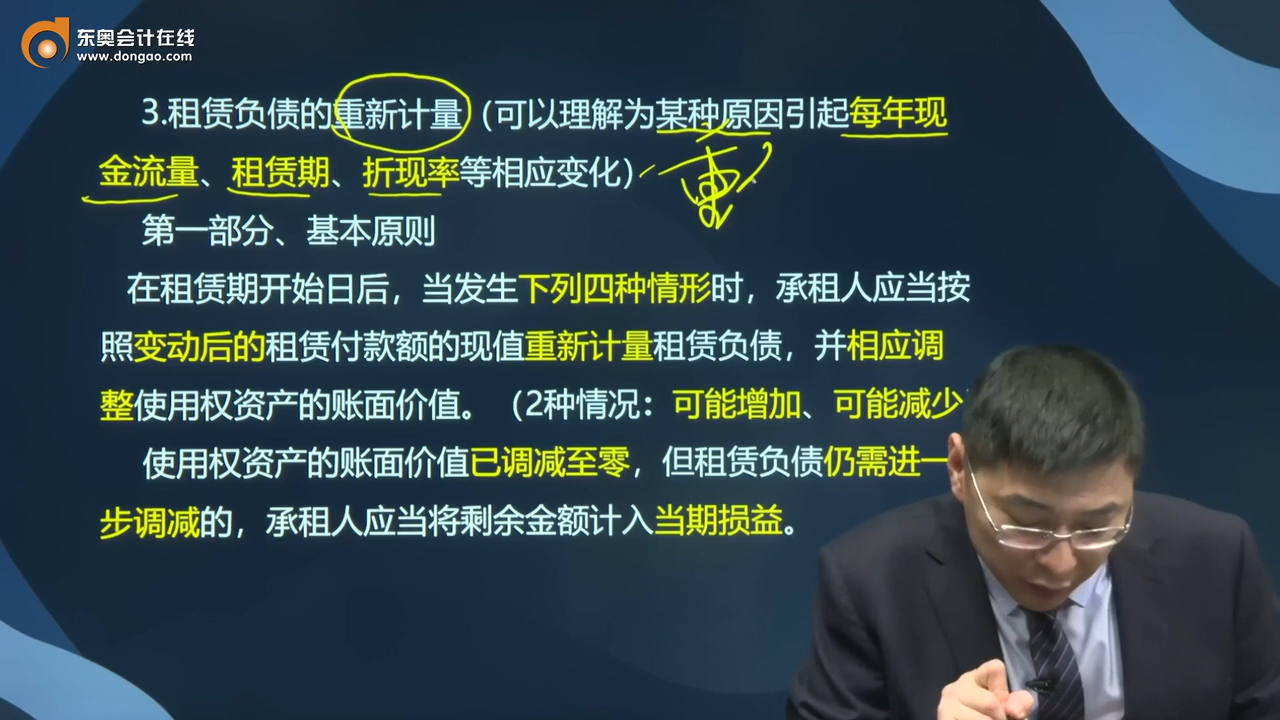 东奥会计在线
www.dongao.com
3.租赁负债的重新计量（可以理解为某种原因引起每年现
金流量、租赁期、折现率等相应变化）
重
第一部分、基本原则
在租赁期开始日后，当发生下列四种情形时，承租人应当按
照变动后的租赁付款额的现值重新计量租赁负债，并相应调
整使用权资产的账面价值。（2种情况：可能增加、可能减少
使用权资产的账面价值已调减至零，但租赁负债仍需进一
步调减的，承租人应当将剩余金额计入当期损益。